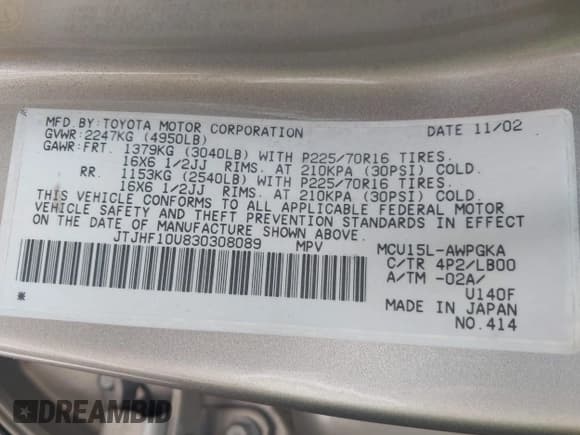 MFD.BY:TOYOTA MOTOR CORPORATION DATE 11/02
GVWR:2247KG (4950LB)
GAWR:FRT. 1379KG (3040LB) WITH P225/70R16 TIRES.
16X6 1/2JJ RIMS. AT 210KPA (30PSI) COLD.
RR. 1153KG (2540LB) WITH P225/70R16 TIRES.
16X6 1/2JJ RIMS. AT 210KPA (30PSI) COLD.
THIS VEHICLE CONFORMS TO ALL APPLICABLE FEDERAL MOTOR
VEHICLE SAFETY AND THEFT PREVENTION STANDARDS IN EFFECT
ON THE DATE OF MANUFACTURE SHOWN ABOVE.
JTJHF10U830308089 MPV MCU15L-AWPGKA
C/TR 4P2/LB00
A/TM -02A/
U140F
MADE IN JAPAN
NO.414
DREAMBID